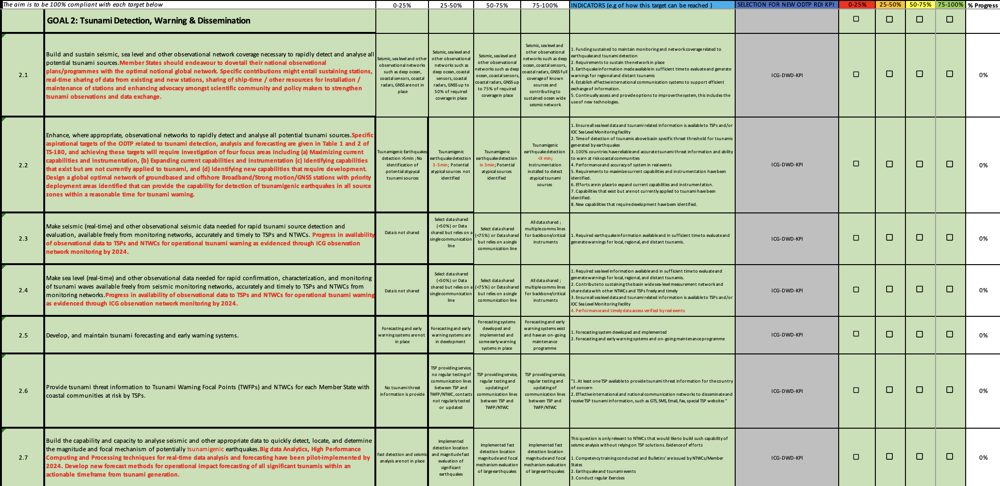 The aim is to be 100% compliant with each target below
0-25%
25-50%
50-75%
75-100%
INDICATORS (e.g of how this target can be reached )
SELECTION FOR NEW ODTP RDI KPI
0-25%
25-50%
50-75%
75-100%
% Progress
GOAL 2: Tsunami Detection, Warning & Dissemination
2.1
Build and sustain seismic, sea level and other observational network coverage necessary to rapidly detect and analyse all
potential tsunami sources.Member States should endeavour to dovetail their national observational
plans/programmes with the optimal notional global network. Specific contributions might entail sustaining stations,
real-time sharing of data from existing and new stations, sharing of ship-time / other resources for installation /
maintenance of stations and enhancing advocacy amongst scientific community and policy makers to strengthen
tsunami observations and data exchange.
Seismic, sea level and other
observational networks
such as deep ocean,
coastal sensors, coastal
radars, GNSS are not in
place
Seismic, sea level and
other observational
networks such as
deep ocean, coastal
sensors, coastal
radars, GNSS up to
50% of required
coverage in place
Seismic, sea level and
other observational
networks such as deep
ocean, coastal sensors,
coastal radars, GNSS up
to 75% of required
coverage in place
Seismic, sea level and
other observational
networks such as deep
ocean, coastal sensors,
coastal radars, GNSS full
coverage of known
sources and
contributing to
sustained ocean wide
seismic network
1. Funding sustained to maintain monitoring and network coverage related to
earthquake and tsunami detection
2. Requirements to sustain the network in place
3. Earthquake information made available in sufficient time to evaluate and generate
warnings for regional and distant tsunamis
4. Establish effective international communication systems to support efficient
exchange of information.
5. Continually assess and provide options to improve the system, this includes the
use of new technologies.
ICG-DWD-KPI
0%
2.2
Enhance, where appropriate, observational networks to rapidly detect and analyse all potential tsunami sources.Specific
aspirational targets of the ODTP related to tsunami detection, analysis and forecasting are given in Table 1 and 2 of
TS-180, and achieving these targets will require investigation of four focus areas including (a) Maximizing current
capabilities and instrumentation, (b) Expanding current capabilities and instrumentation (c) Identifying capabilities
that exist but are not currently applied to tsunami, and (d) Identifying new capabilities that require development.
Design a global optimal network of groundbased and offshore Broadband/Strong motion/GNSS stations with priority
deployment areas identified that can provide the capability for detection of tsunamigenic earthquakes in all source
zones within a reasonable time for tsunami warning.
Tsunamigenic Earthquakes
detection >5min ; No
identification of
potential atypycal
tsunami sources
Tsunamigenic
earthquake detection
3-5min; Potential
atypical sources not
identified
Tsunamigenic
earthquake detection
in 3min; Potential
atypical sources
identified
Tsunamigenic
earthquake detection
<3 min;
Instrumentation
installed to detect
atypical tsunami
sources
1. Ensure all sea level data and tsunami related information is available to TSPs and/or
IOC Sea Level Monitoring Facility
2. Time of detection of tsunamis above basin specific threat threshold for tsunamis
generated by earthquakes
3. 100% countries have reliable and accurate tsunami threat information and ability
to warn at risk coastal communities
4. Performance and accuracy of system in real events
5. Requirements to maximize current capabilities and instrumentation have been
identified.
6. Efforts are in place to expand current capabilities and instrumentation.
7. Capabilities that exist but are not currently applied to tsunami have been
identified.
8. New capabilities that require development have been identified.
ICG-DWD-KPI
0%
2.3
Make seismic (real-time) and other observational seismic data needed for rapid tsunami source detection and
evaluation, available freely from monitoring networks, accurately and timely to TSPs and NTWCs. Progress in availability
of observational data to TSPs and NTWCs for operational tsunami warning as evidenced through ICG observation
network monitoring by 2024.
Data is not shared
Select data shared
(<50%) or Data
shared but relies on a
single communication
line
Select data shared
(<75%) or Data shared
but relies on a single
communication line
All data shared ;
multiple comms lines
for backbone/critical
instruments
1. Required earthquake information available and in sufficient time to evaluate and
generate warnings for local, regional, and distant tsunamis.
ICG-DWD-KPI
0%
2.4
Make sea level (real-time) and other observational data needed for rapid confirmation, characterization, and monitoring
of tsunami waves available freely from seismic monitoring networks, accurately and timely to TSPs and NTWCs from
monitoring networks.Progress in availability of observational data to TSPs and NTWCs for operational tsunami warning
as evidenced through ICG observation network monitoring by 2024.
Data is not shared
Select data shared
(<50%) or Data
shared but relies on a
single communication
line
Select data shared
(<75%) or Data shared
but relies on a single
communication line
All data shared ;
multiple comms lines
for backbone/critical
instruments
1. Required sea level information available and in sufficient time to evaluate and
generate warnings for local, regional, and distant tsunamis.
2. Contribute to sustaining the basin wide sea-level measurement network and
share data with other NTWCs and TSPs freely and timely
3. Ensure all sea level data and tsunami related information is available to TSPs and/or
IOC Sea Level Monitoring Facility
4. Performance and timely data access verified by real events
ICG-DWD-KPI
0%
2.5
Develop, and maintain tsunami forecasting and early warning systems.
Forecasting and early
warning systems are not
in place
Forecasting and early
warning systems are
in development
Forecasting systems
developed and
implemented and
some early warning
systems in place
Forecasting and early
warning systems exist
and have an on-going
maintenance
programme
1. Forecasting system developed and implemented
2. Forecasting and early warning systems and on-going maintenance programme
ICG-DWD-KPI
0%
2.6
Provide tsunami threat information to Tsunami Warning Focal Points (TWFPs) and NTWCs for each Member State with
coastal communities at risk by TSPs.
No tsunami threat
information is provide
TSP providing service,
no regular testing of
communication lines
between TSP and
TWFP/NTWC, contacts
not regularly tested
or updated
TSP providing service,
regular testing and
updating of
communication lines
between TSP and
TWFP/NTWC
TSP providing service,
regular testing and
updating of
communication lines
between TSP and
TWFP/NTWC
"1. At least one TSP available to provide tsunami threat information for the country
of concern
2. Effective international and national communication networks to disseminate and
receive TSP tsunami information, such as GTS, SMS, Email, Fax, special TSP websites "
ICG-DWD-KPI
0%
2.7
Build the capability and capacity to analyse seismic and other appropriate data to quickly detect, locate, and determine
the magnitude and focal mechanism of potentially tsunamigenic earthquakes.Big data Analytics, High Performance
Computing and Processing techniques for real-time data analysis and forecasting have been pilot-implemented by
2024. Develop new forecast methods for operational impact forecasting of all significant tsunamis within an
actionable timeframe from tsunami generation.
Fast detection and seismic
analysis are not in place
Implemented
detection location
and magnitude fast
evaluation of
significant
earthquakes
Implemented fast
detection location
magnitude and focal
mechanism evaluation
of large earthquakes
Implemented fast
detection location
magnitude and focal
mechanism evaluation
of large earthquakes
This question is only relevant to NTWCs that would like to build such capability of
seismic analysis without relying on TSP solutions. Evidence of efforts
1. Competency training conducted and Bulletins' are issued by NTWCs/Member
States
2. Earthquake and tsunami events
3. Conduct regular Exercises
ICG-DWD-KPI
0%